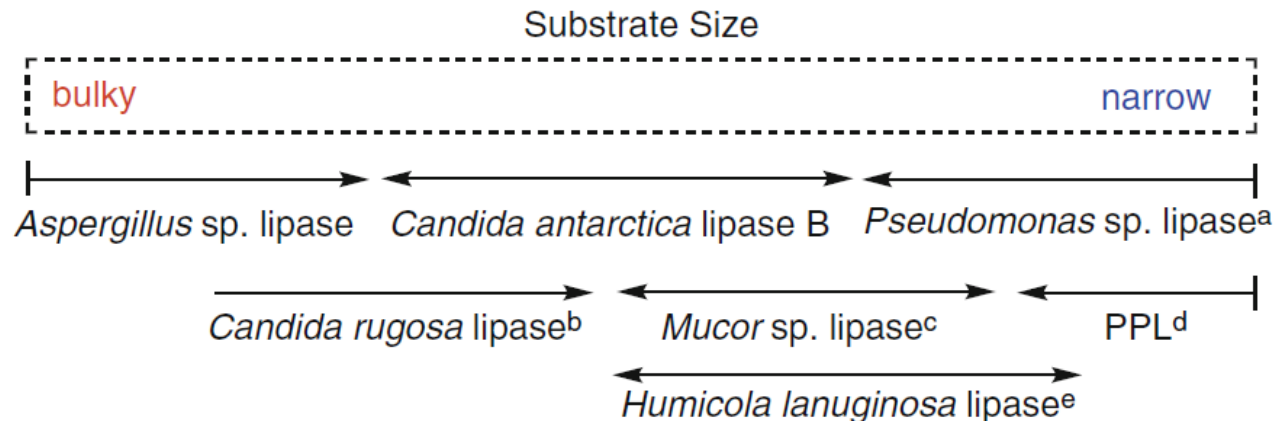 Substrate Size
bulky narrow
Aspergillus sp. lipase Candida antarctica lipase B Pseudomonas sp. lipaseᵃ
Candida rugosa lipaseᵇ Mucor sp. lipaseᶜ PPLᵈ
Humicola lanuginosa lipaseᵉ